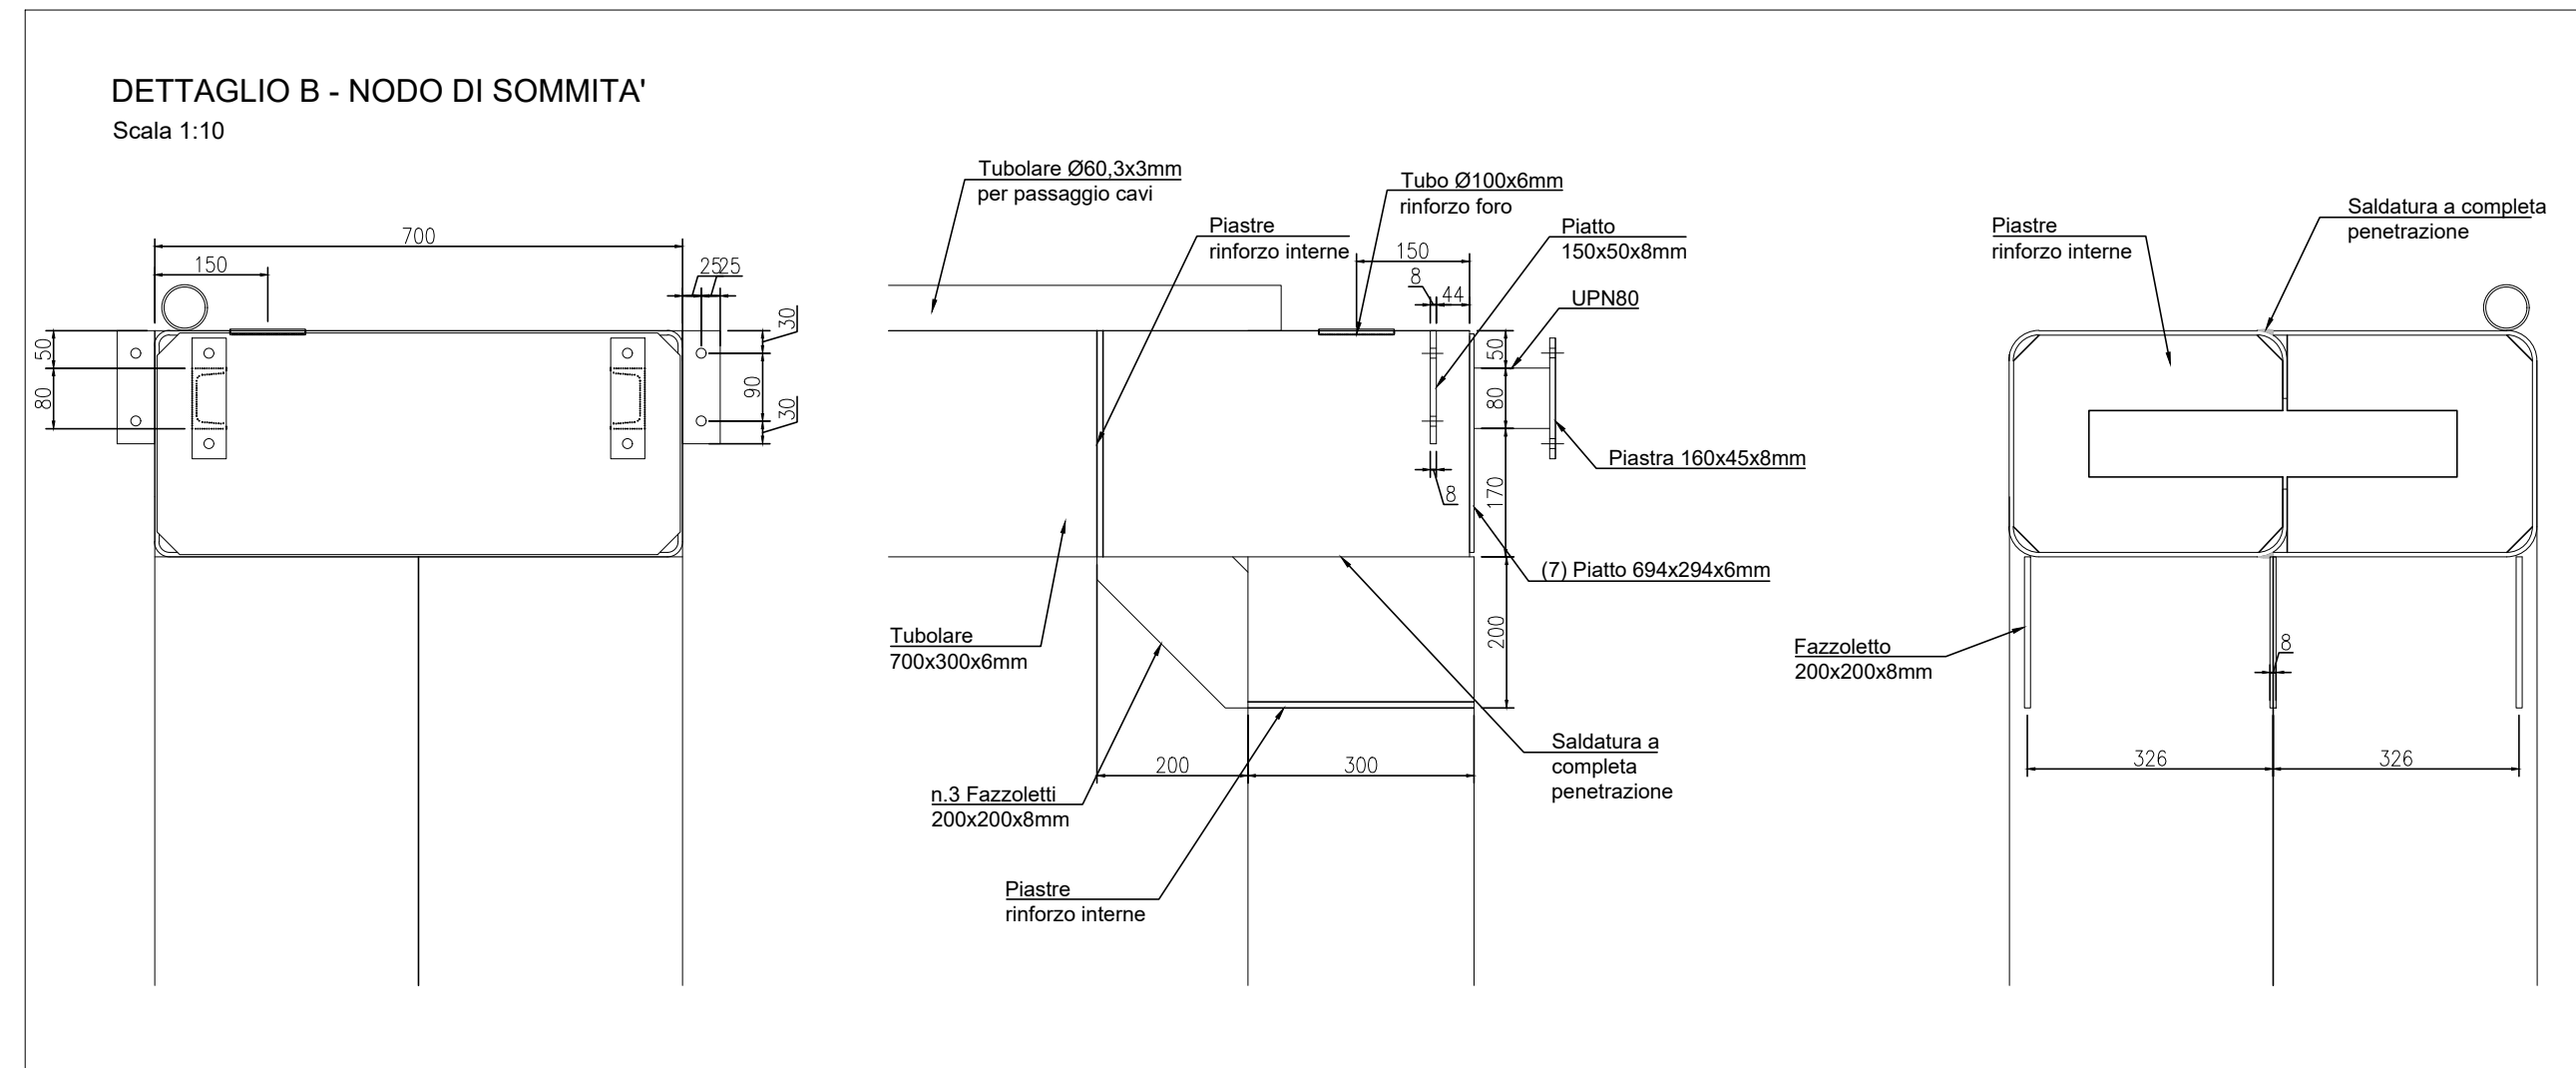 DETTAGLIO B - NODO DI SOMMITA'
Scala 1:10
700
150
25
25
30
90
30
50
80
Tubolare Ø60,3x3mm
per passaggio cavi
Piastre
rinforzo interne
Tubo Ø100x6mm
rinforzo foro
Piatto
150x50x8mm
150
8
44
UPN80
50
80
170
200
8
Piastra 160x45x8mm
(7) Piatto 694x294x6mm
Tubolare
700x300x6mm
200
300
n.3 Fazzoletti
200x200x8mm
Saldatura a
completa
penetrazione
Piastre
rinforzo interne
Piastre
rinforzo interne
Saldatura a completa
penetrazione
Fazzoletto
200x200x8mm
8
326
326